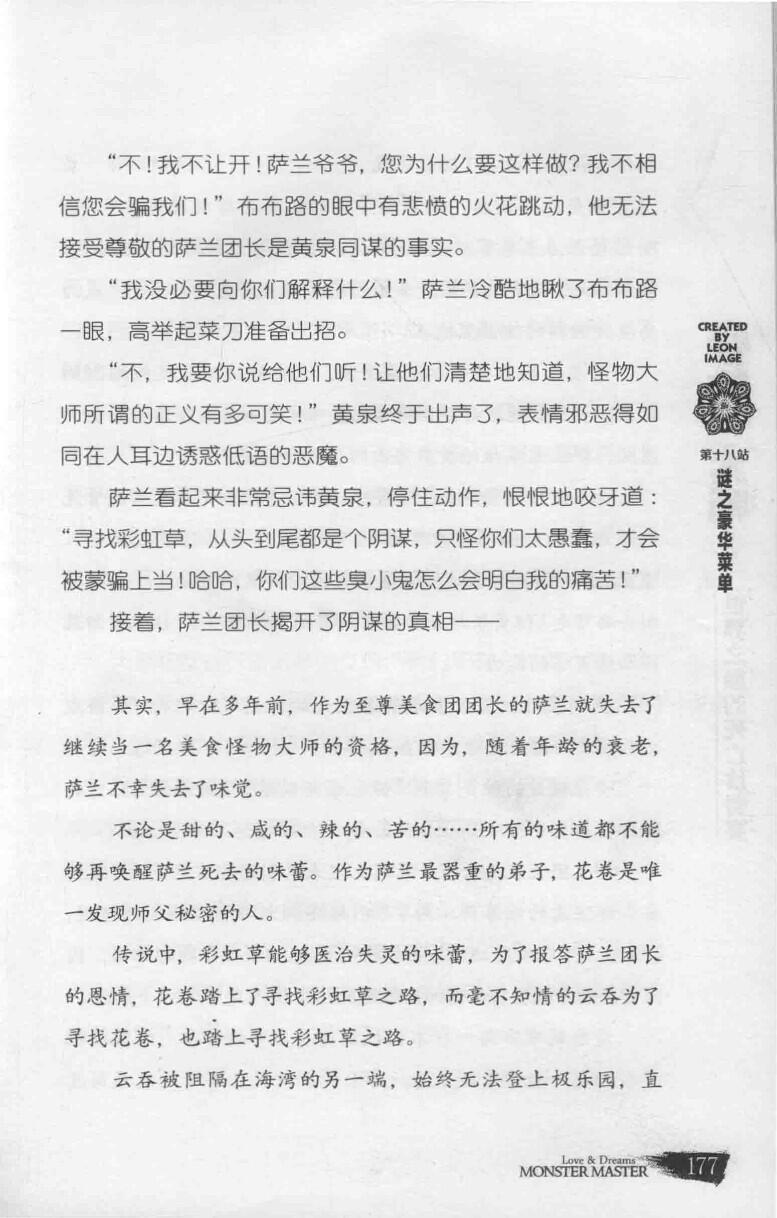 “不！我不让开！萨兰爷爷，您为什么要这样做？我不相
信您会骗我们！”布布路的眼中有悲愤的火花跳动，他无法
接受尊敬的萨兰团长是黄泉同谋的事实。
“我没必要向你们解释什么！”萨兰冷酷地瞅了布布路
一眼，高举起菜刀准备出招。
“不，我要你说给他们听！让他们清楚地知道，怪物大
师所谓的正义有多可笑！”黄泉终于出声了，表情邪恶得如
同在人耳边诱惑低语的恶魔。
萨兰看起来非常忌讳黄泉，停住动作，恨恨地咬牙道：
“寻找彩虹草，从头到尾都是个阴谋，只怪你们太愚蠢，才会
被蒙骗上当！哈哈，你们这些臭小鬼怎么会明白我的痛苦！”
接着，萨兰团长揭开了阴谋的真相——
其实，早在多年前，作为至尊美食团团长的萨兰就失去了
继续当一名美食怪物大师的资格，因为，随着年龄的衰老，
萨兰不幸失去了味觉。
不论是甜的、咸的、辣的、苦的……所有的味道都不能
够再唤醒萨兰死去的味蕾。作为萨兰最器重的弟子，花卷是唯
一发现师父秘密的人。
传说中，彩虹草能够医治失灵的味蕾，为了报答萨兰团长
的恩情，花卷踏上了寻找彩虹草之路，而毫不知情的云吞为了
寻找花卷，也踏上寻找彩虹草之路。
云吞被阻隔在海湾的另一端，始终无法登上极乐园，直
CREATED
BY
LEON
IMAGE
第十八站
谜之豪华菜单
Love & Dreams
MONSTER MASTER
177